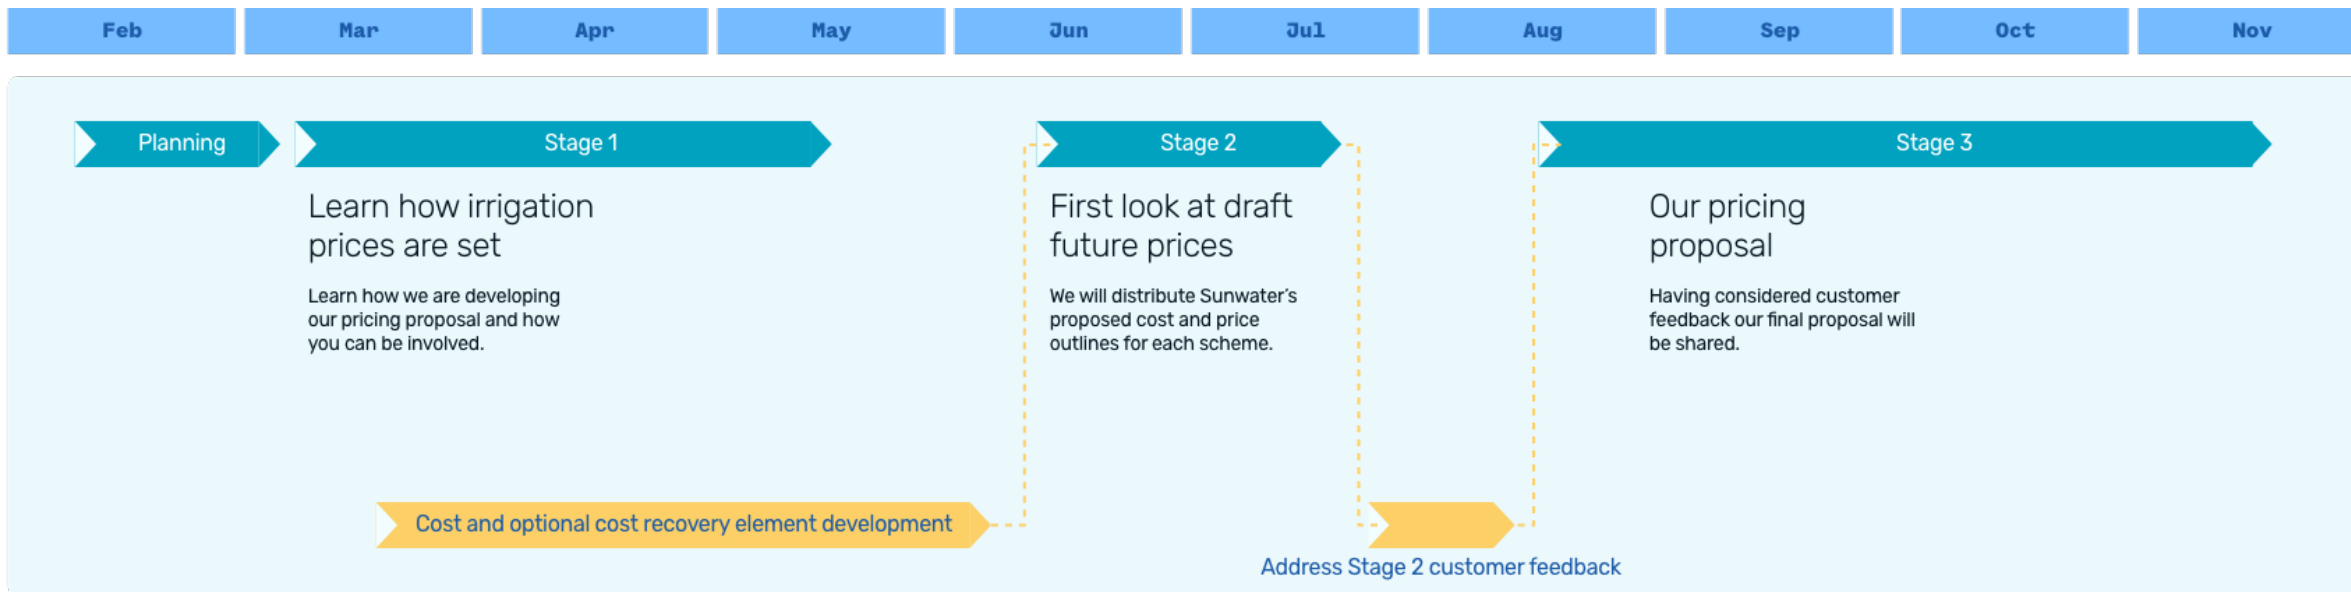 Feb Mar Apr May Jun Jul Aug Sep Oct Nov
Planning Stage 1 Stage 2 Stage 3
Learn how irrigation
prices are set
Learn how we are developing
our pricing proposal and how
you can be involved.
First look at draft
future prices
We will distribute Sunwater’s
proposed cost and price
outlines for each scheme.
Our pricing
proposal
Having considered customer
feedback our final proposal will
be shared.
Cost and optional cost recovery element development
Address Stage 2 customer feedback